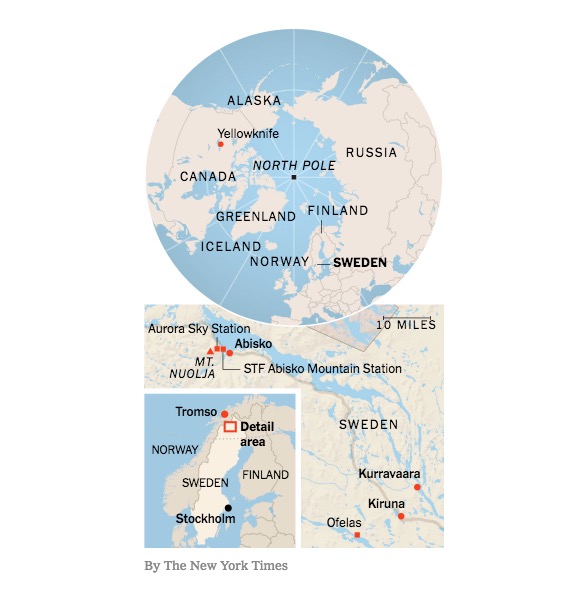 ALASKA
Yellowknife
RUSSIA
NORTH POLE
CANADA
FINLAND
GREENLAND
ICELAND
NORWAY
SWEDEN
10 MILES
Aurora Sky Station
Abisko
MT.
NUOLJA
STF Abisko Mountain Station
Tromso
Detail
area
NORWAY
SWEDEN
FINLAND
Stockholm
SWEDEN
Kurravaara
Kiruna
Ofelas
By The New York Times